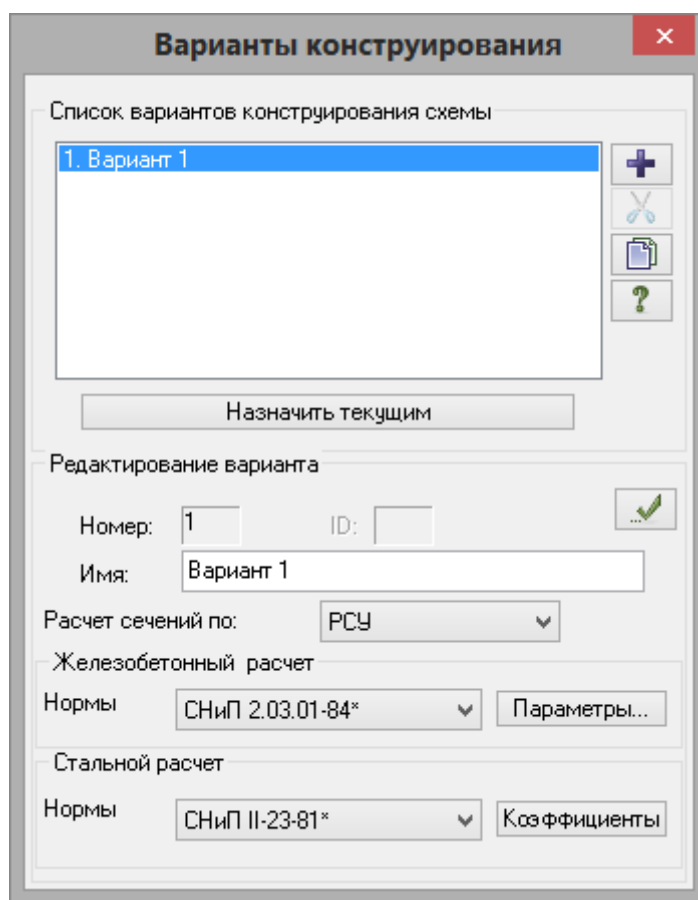 Варианты конструирования
Список вариантов конструирования схемы
1. Вариант 1
Назначить текущим
Редактирование варианта
Номер: 1 ID:
Имя: Вариант 1
Расчет сечений по: РСУ
Железобетонный расчет
Нормы СНиП 2.03.01-84* Параметры...
Стальной расчет
Нормы СНиП II-23-81* Коэффициенты